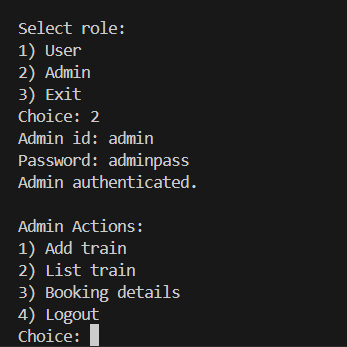 Select role:
1) User
2) Admin
3) Exit
Choice: 2
Admin id: admin
Password: adminpass
Admin authenticated.

Admin Actions:
1) Add train
2) List train
3) Booking details
4) Logout
Choice: